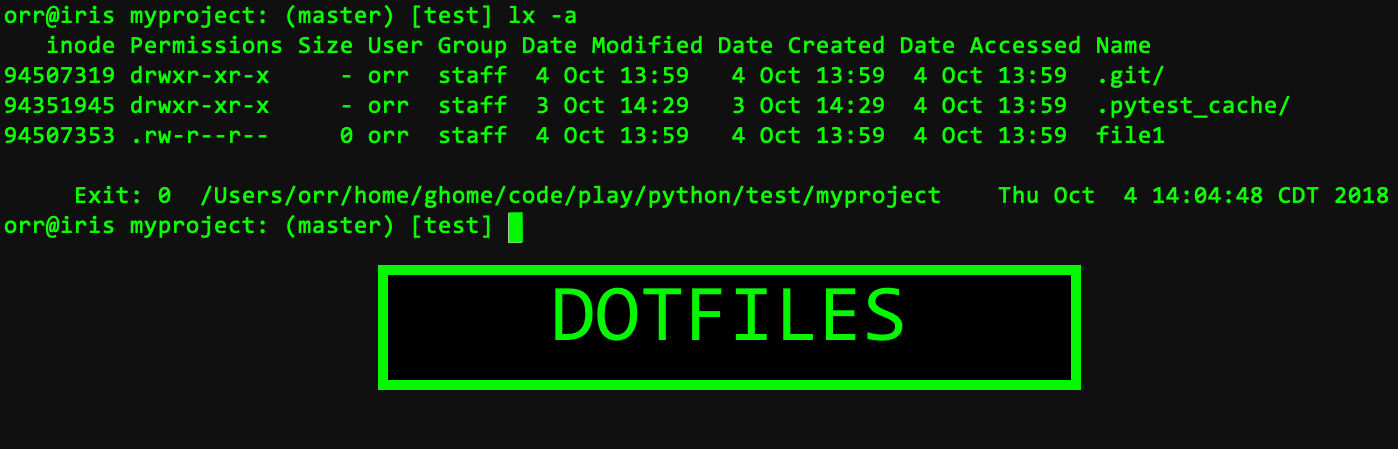 orr@iris myproject: (master) [test] lx -a
   inode Permissions Size User Group Date Modified Date Created Date Accessed Name
94507319 drwxr-xr-x     - orr  staff  4 Oct 13:59   4 Oct 13:59  4 Oct 13:59  .git/
94351945 drwxr-xr-x     - orr  staff  3 Oct 14:29   3 Oct 14:29  4 Oct 13:59  .pytest_cache/
94507353 .rw-r--r--     0 orr  staff  4 Oct 13:59   4 Oct 13:59  4 Oct 13:59  file1
     Exit: 0  /Users/orr/home/ghome/code/play/python/test/myproject    Thu Oct  4 14:04:48 CDT 2018
orr@iris myproject: (master) [test]
DOTFILES